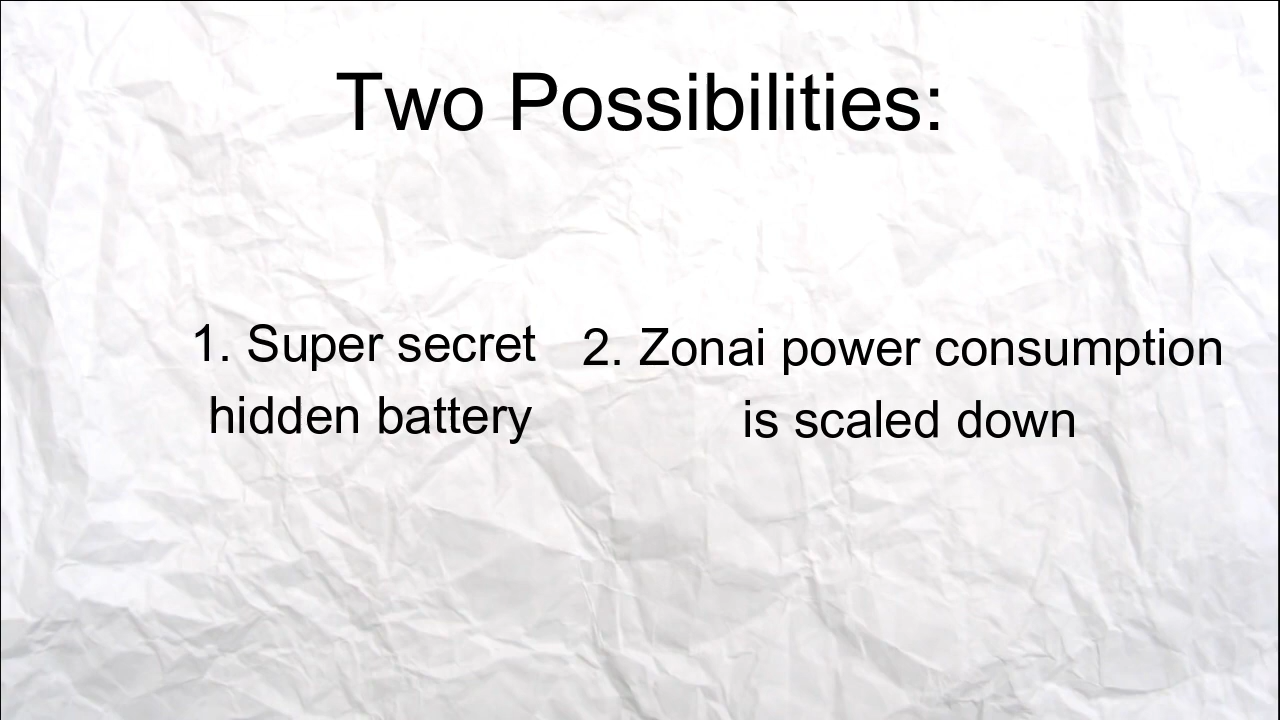 Two Possibilities:
1. Super secret
hidden battery
2. Zonai power consumption
is scaled down